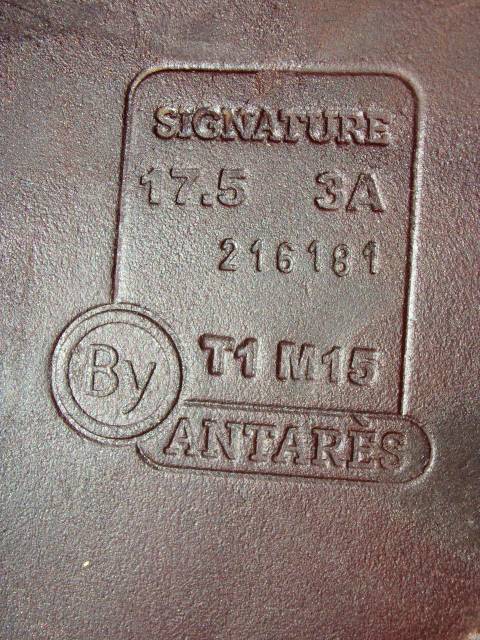 SIGNATURE
17.5 3A
216181
T1 M15
By
ANTARÈS